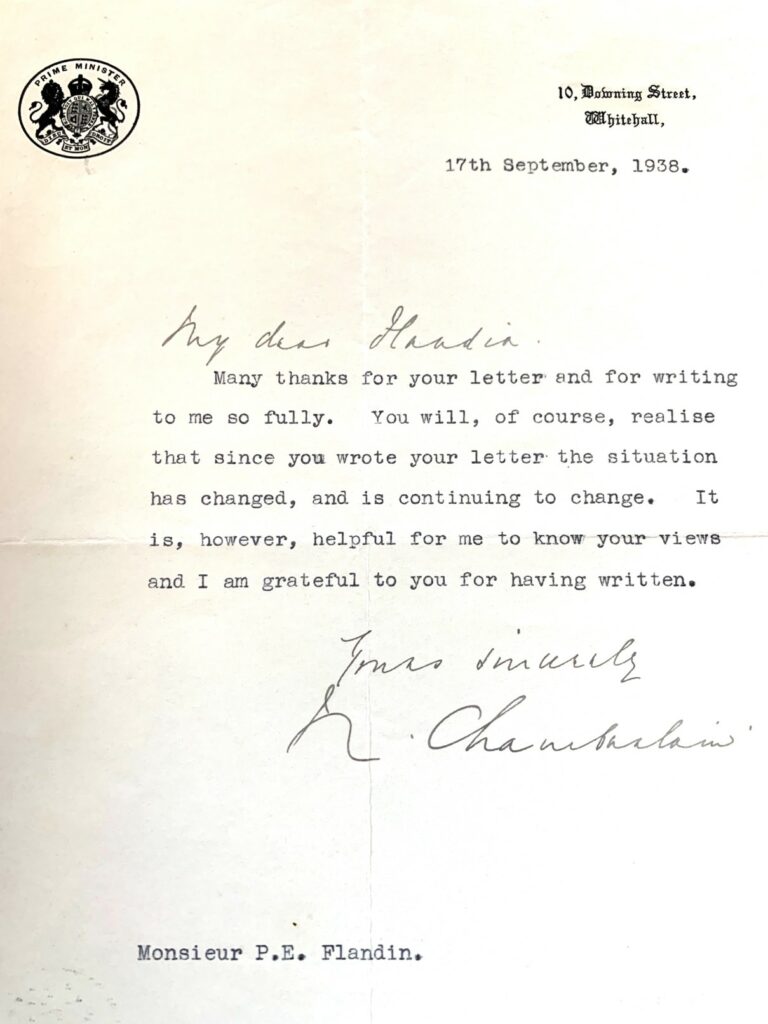 PRIME MINISTER
10, Downing Street,
Whitehall,
17th September, 1938.
My dear Flandin.
Many thanks for your letter and for writing
to me so fully. You will, of course, realise
that since you wrote your letter the situation
has changed, and is continuing to change. It
is, however, helpful for me to know your views
and I am grateful to you for having written.
Yours sincerely
N. Chamberlain
Monsieur P.E. Flandin.